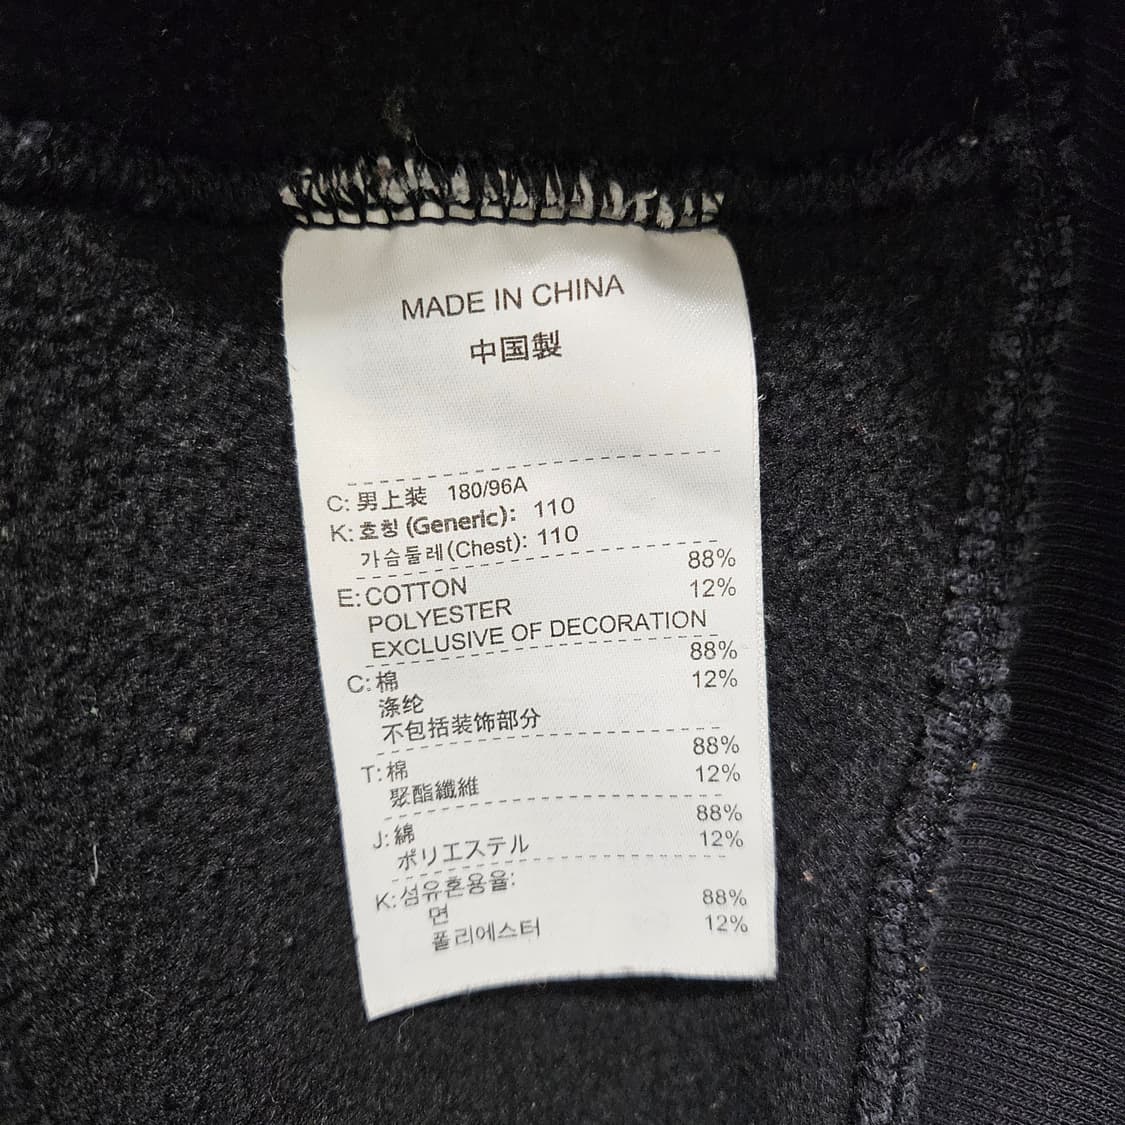 MADE IN CHINA
中国製
C: 男上装 180/96A
K: 호칭 (Generic): 110
가슴둘레(Chest): 110
E: COTTON 88%
POLYESTER 12%
EXCLUSIVE OF DECORATION
C: 棉 88%
涤纶 12%
不包括装饰部分
T: 棉 88%
聚酯纖維 12%
J: 綿 88%
ポリエステル 12%
K: 섬유혼용율:
면 88%
폴리에스터 12%